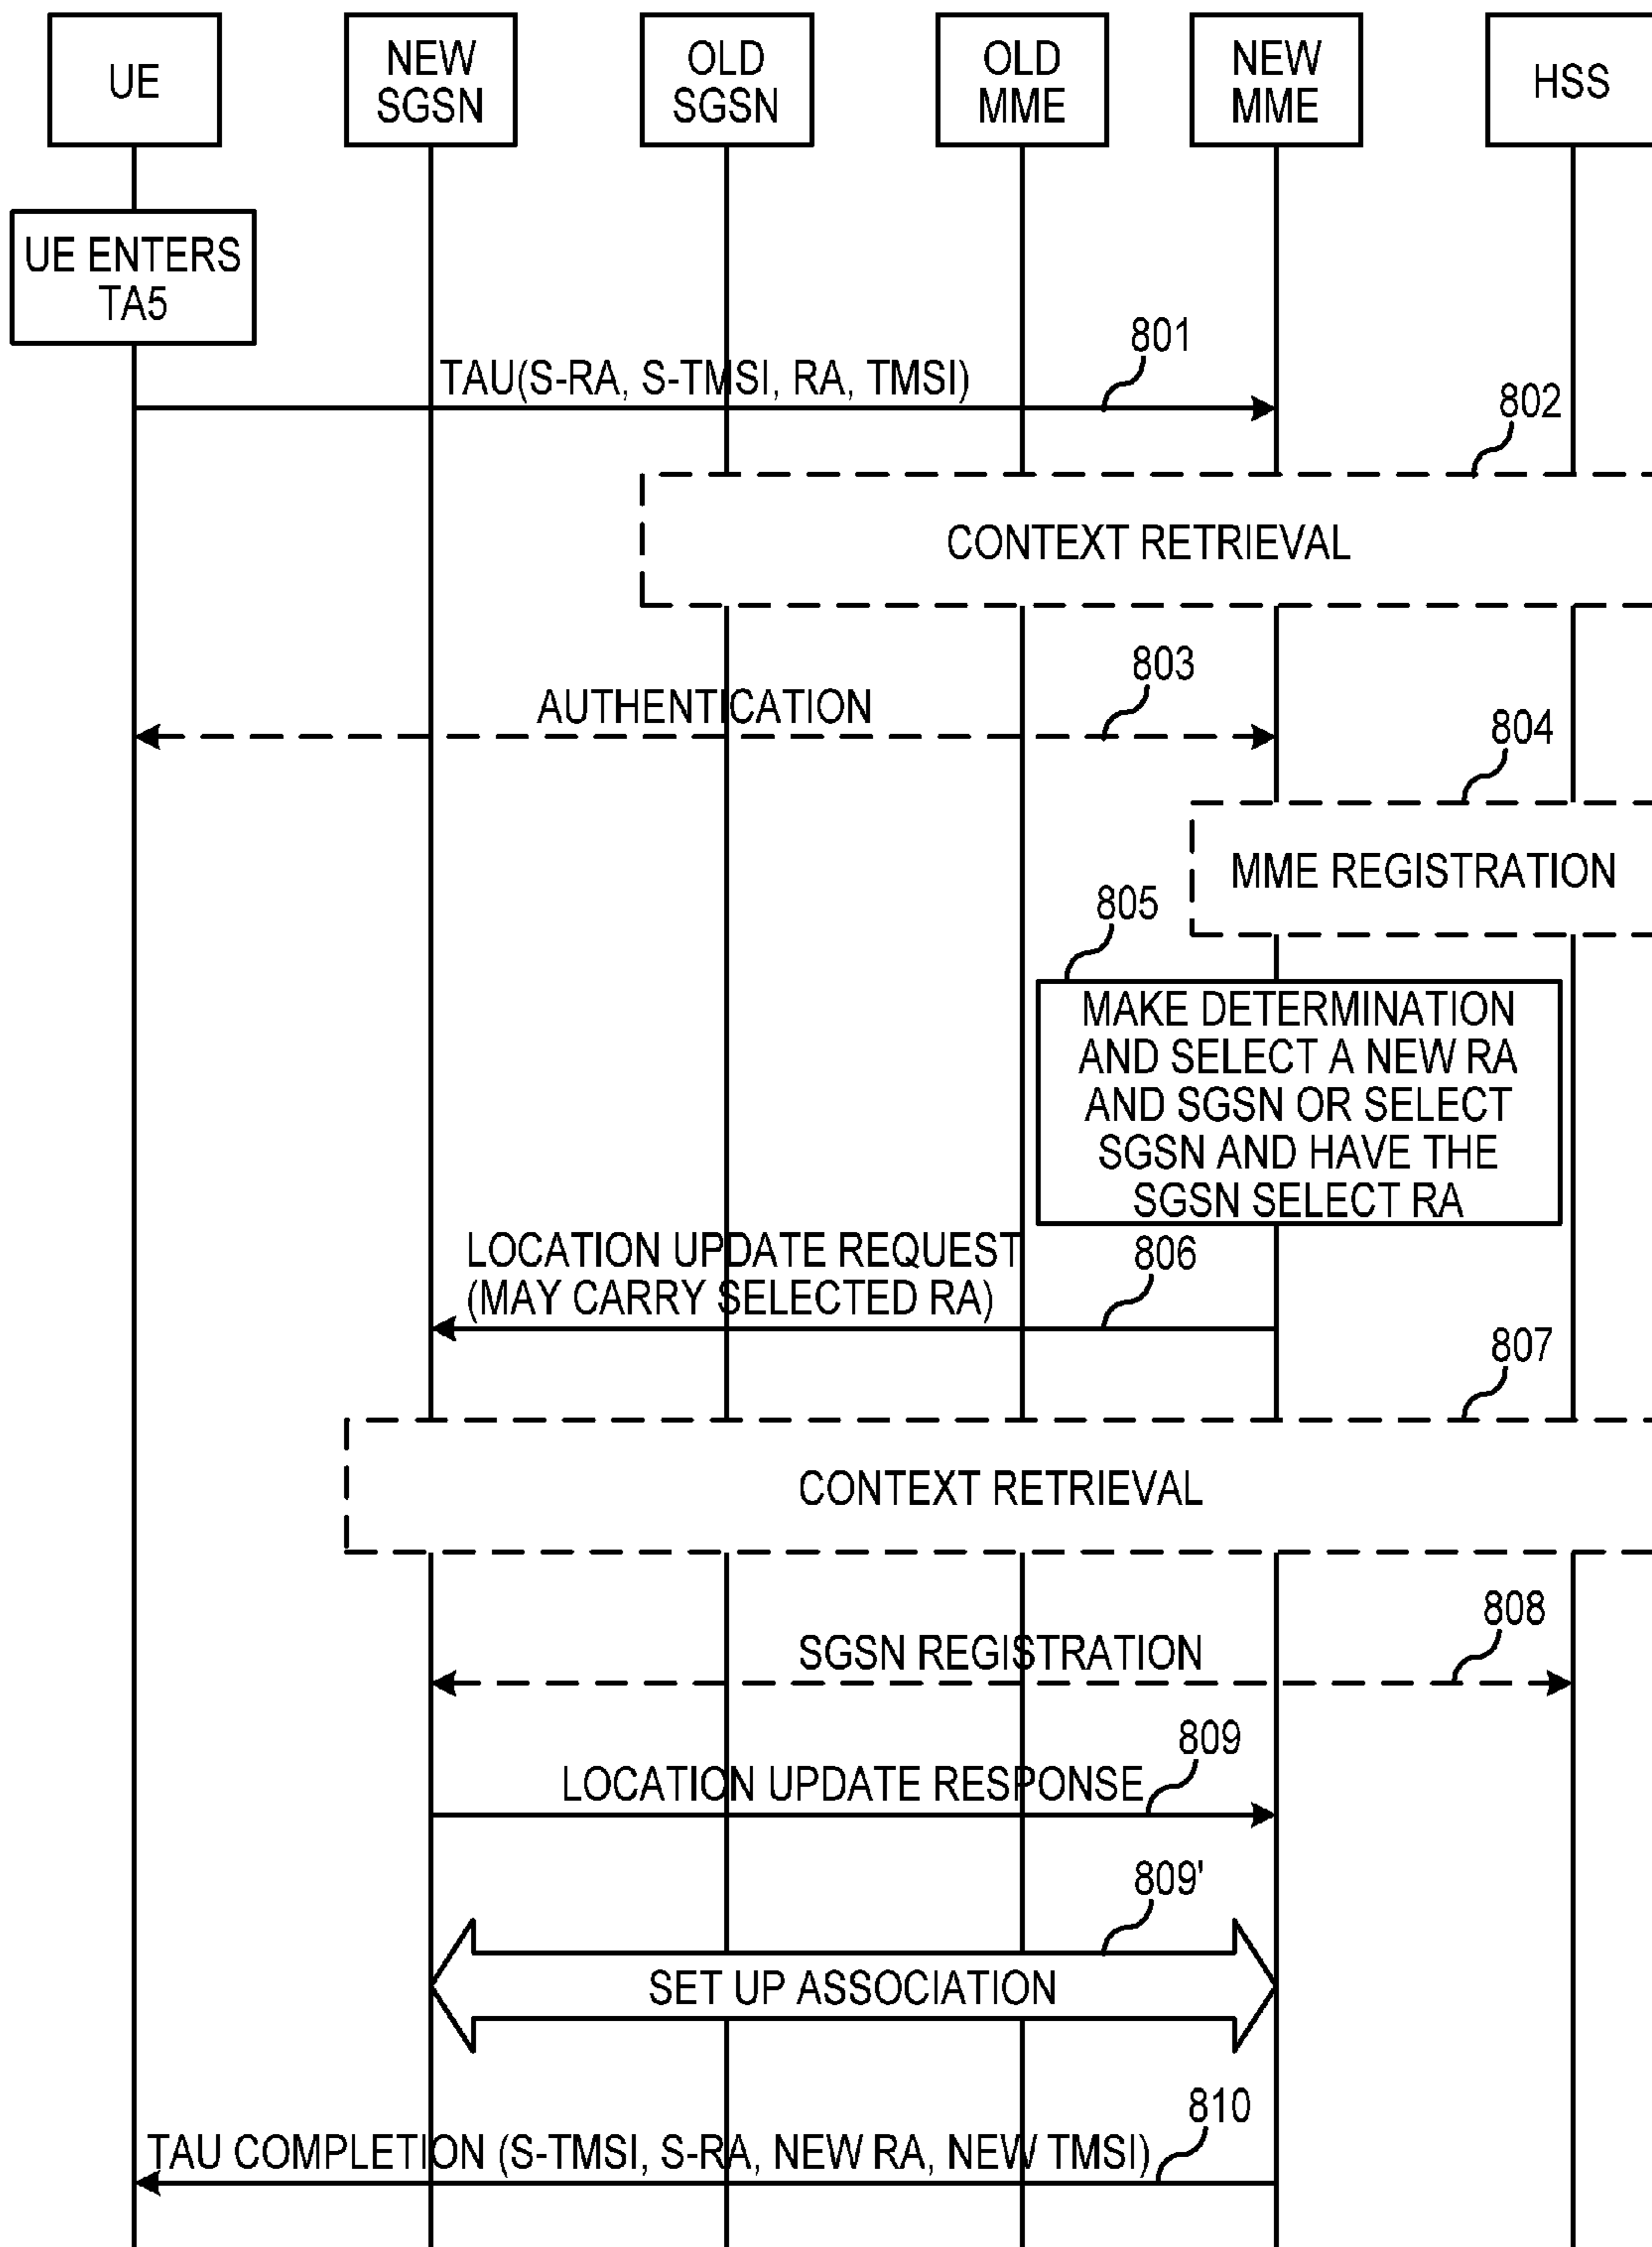 UE
NEW
SGSN
OLD
SGSN
OLD
MME
NEW
MME
HSS
UE ENTERS
TA5
801
TAU(S-RA, S-TMSI, RA, TMSI)
802
CONTEXT RETRIEVAL
803
AUTHENTICATION
804
MME REGISTRATION
805
MAKE DETERMINATION
AND SELECT A NEW RA
AND SGSN OR SELECT
SGSN AND HAVE THE
SGSN SELECT RA
LOCATION UPDATE REQUEST
(MAY CARRY SELECTED RA)
806
807
CONTEXT RETRIEVAL
808
SGSN REGISTRATION
809
LOCATION UPDATE RESPONSE
809'
SET UP ASSOCIATION
810
TAU COMPLETION (S-TMSI, S-RA, NEW RA, NEW TMSI)